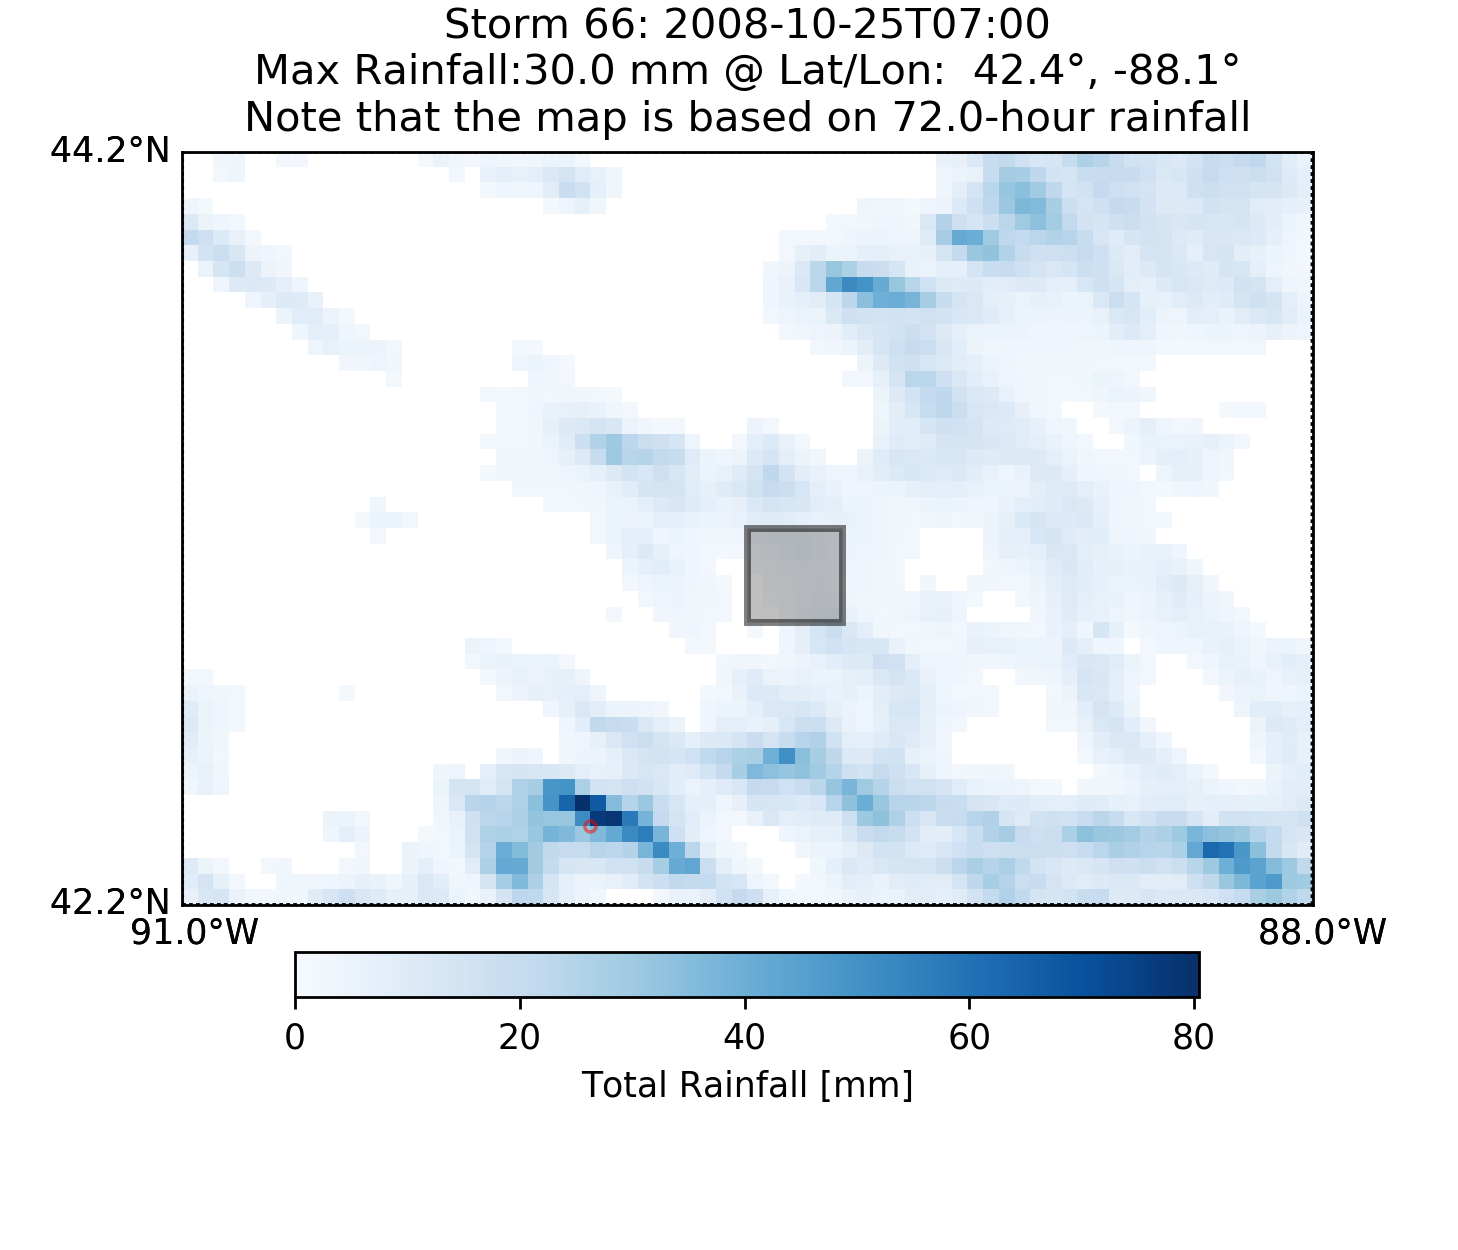 Storm 66: 2008-10-25T07:00
Max Rainfall:30.0 mm @ Lat/Lon:  42.4°, -88.1°
Note that the map is based on 72.0-hour rainfall
44.2°N
42.2°N
91.0°W 88.0°W
0 20 40 60 80
Total Rainfall [mm]